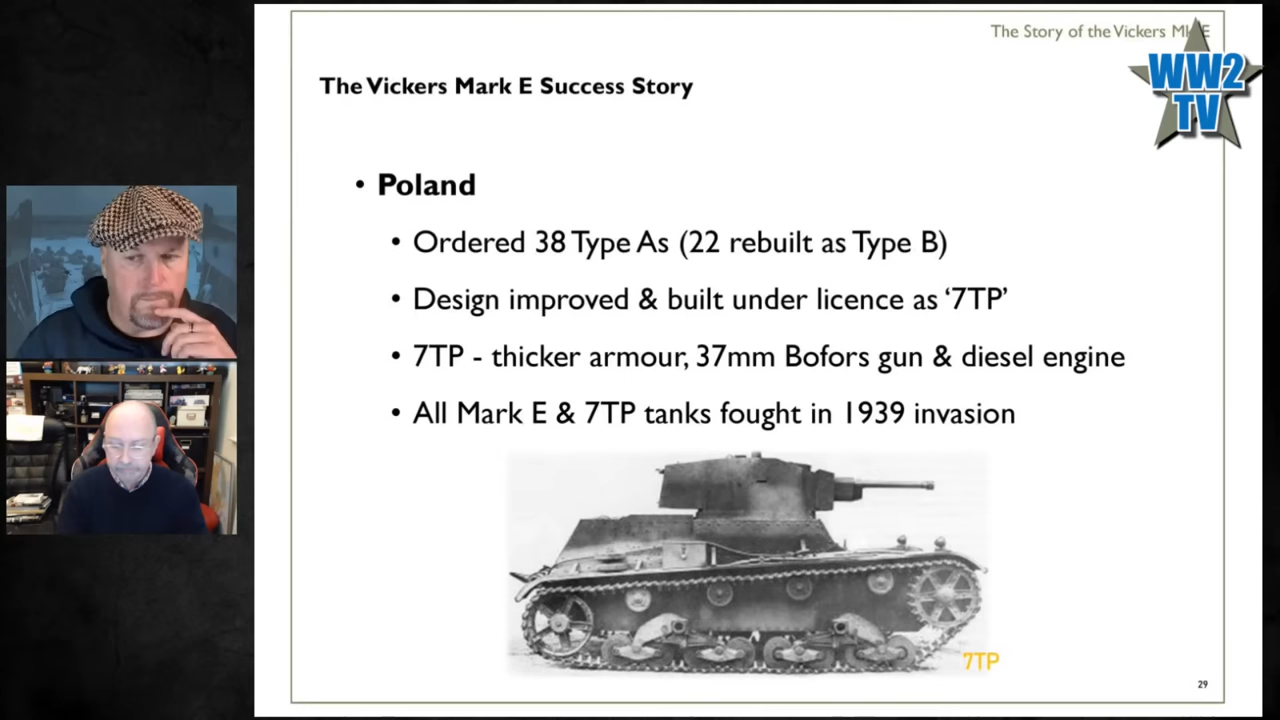 The Story of the Vickers Mk E
WW2
TV
The Vickers Mark E Success Story
• Poland
• Ordered 38 Type As (22 rebuilt as Type B)
• Design improved & built under licence as ‘7TP’
• 7TP - thicker armour, 37mm Bofors gun & diesel engine
• All Mark E & 7TP tanks fought in 1939 invasion
7TP
29